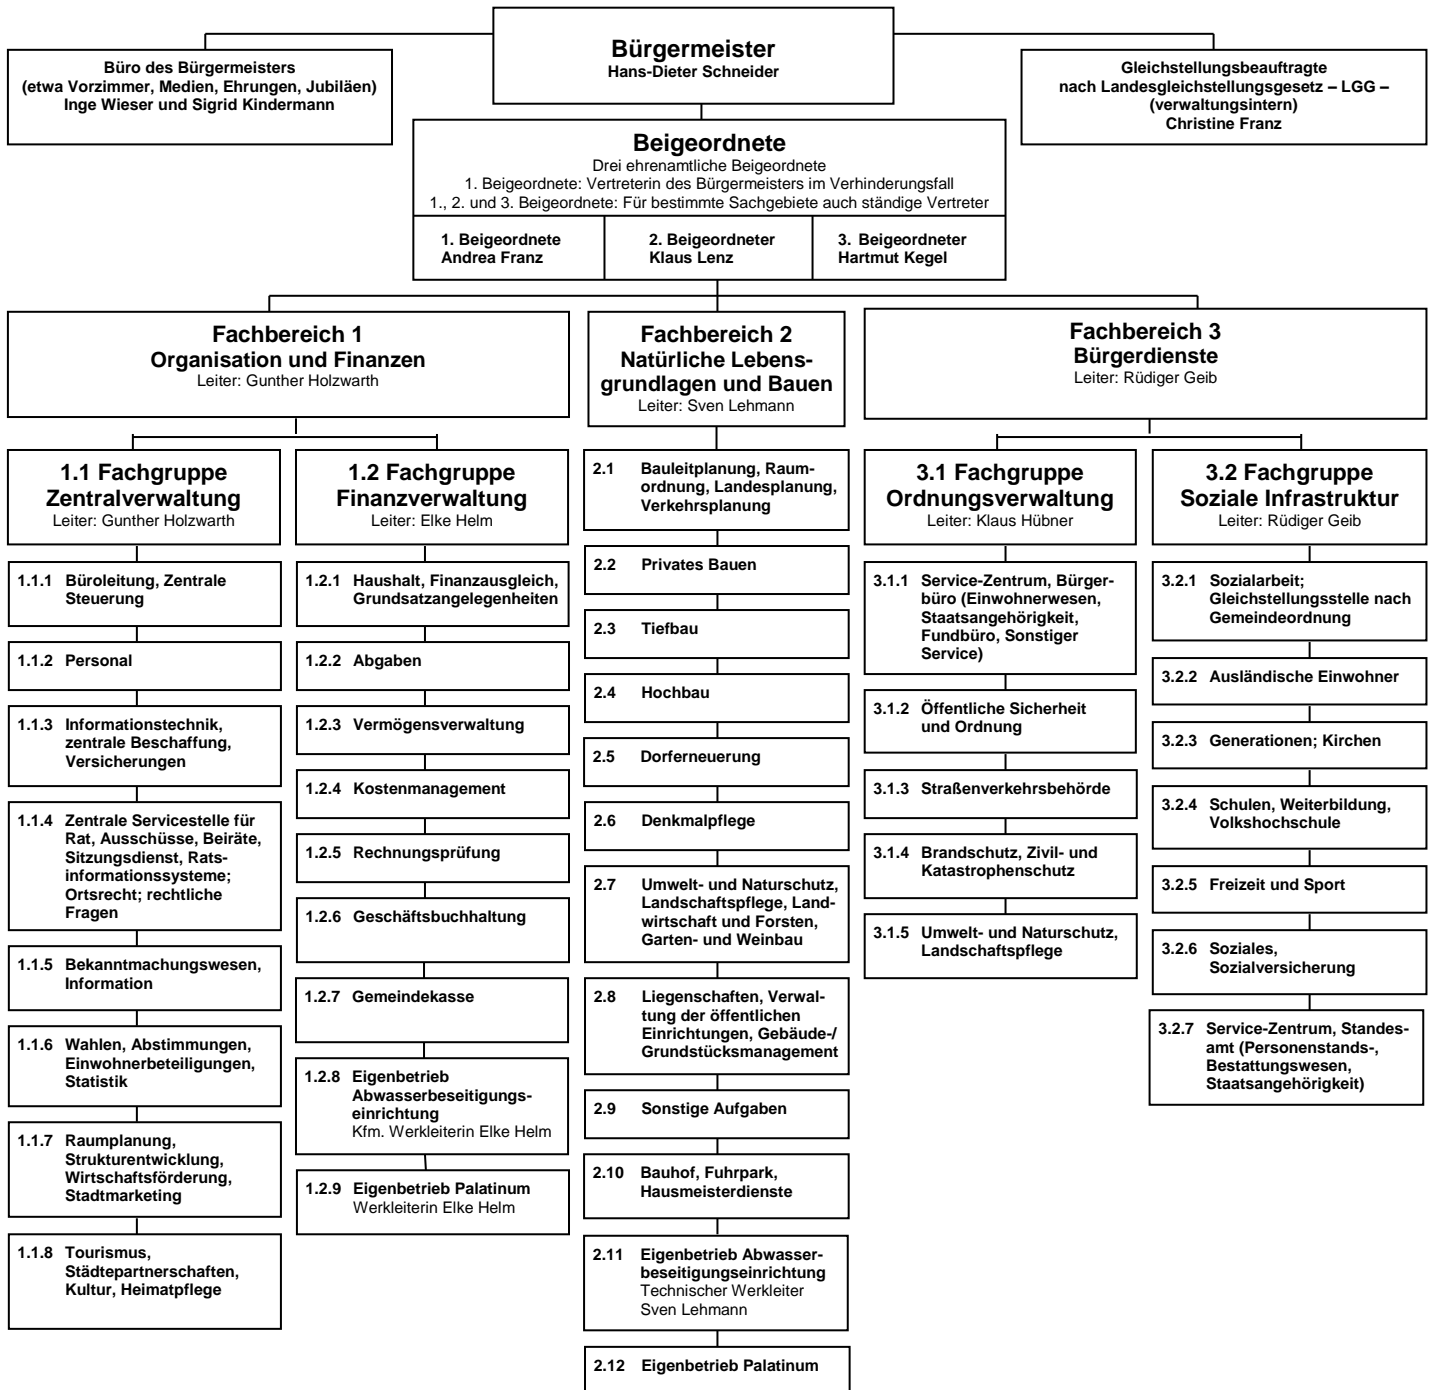 Bürgermeister
Hans-Dieter Schneider
Büro des Bürgermeisters
(etwa Vorzimmer, Medien, Ehrungen, Jubiläen)
Inge Wieser und Sigrid Kindermann
Gleichstellungsbeauftragte
nach Landesgleichstellungsgesetz – LGG –
(verwaltungsintern)
Christine Franz
Beigeordnete
Drei ehrenamtliche Beigeordnete
1. Beigeordnete: Vertreterin des Bürgermeisters im Verhinderungsfall
1., 2. und 3. Beigeordnete: Für bestimmte Sachgebiete auch ständige Vertreter
1. Beigeordnete
Andrea Franz
2. Beigeordneter
Klaus Lenz
3. Beigeordneter
Hartmut Kegel
Fachbereich 1
Organisation und Finanzen
Leiter: Gunther Holzwarth
Fachbereich 2
Natürliche Lebens-
grundlagen und Bauen
Leiter: Sven Lehmann
Fachbereich 3
Bürgerdienste
Leiter: Rüdiger Geib
1.1 Fachgruppe
Zentralverwaltung
Leiter: Gunther Holzwarth
1.1.1 Büroleitung, Zentrale
Steuerung
1.1.2 Personal
1.1.3 Informationstechnik,
zentrale Beschaffung,
Versicherungen
1.1.4 Zentrale Servicestelle für
Rat, Ausschüsse, Beiräte,
Sitzungsdienst, Rats-
informationssysteme;
Ortsrecht; rechtliche
Fragen
1.1.5 Bekanntmachungswesen,
Information
1.1.6 Wahlen, Abstimmungen,
Einwohnerbeteiligungen,
Statistik
1.1.7 Raumplanung,
Strukturentwicklung,
Wirtschaftsförderung,
Stadtmarketing
1.1.8 Tourismus,
Städtepartnerschaften,
Kultur, Heimatpflege
1.2 Fachgruppe
Finanzverwaltung
Leiter: Elke Helm
1.2.1 Haushalt, Finanzausgleich,
Grundsatzangelegenheiten
1.2.2 Abgaben
1.2.3 Vermögensverwaltung
1.2.4 Kostenmanagement
1.2.5 Rechnungsprüfung
1.2.6 Geschäftsbuchhaltung
1.2.7 Gemeindekasse
1.2.8 Eigenbetrieb
Abwasserbeseitigungs-
einrichtung
Kfm. Werkleiterin Elke Helm
1.2.9 Eigenbetrieb Palatinum
Werkleiterin Elke Helm
2.1 Bauleitplanung, Raum-
ordnung, Landesplanung,
Verkehrsplanung
2.2 Privates Bauen
2.3 Tiefbau
2.4 Hochbau
2.5 Dorferneuerung
2.6 Denkmalpflege
2.7 Umwelt- und Naturschutz,
Landschaftspflege, Land-
wirtschaft und Forsten,
Garten- und Weinbau
2.8 Liegenschaften, Verwal-
tung der öffentlichen
Einrichtungen, Gebäude-/
Grundstücksmanagement
2.9 Sonstige Aufgaben
2.10 Bauhof, Fuhrpark,
Hausmeisterdienste
2.11 Eigenbetrieb Abwasser-
beseitigungseinrichtung
Technischer Werkleiter
Sven Lehmann
2.12 Eigenbetrieb Palatinum
3.1 Fachgruppe
Ordnungsverwaltung
Leiter: Klaus Hübner
3.1.1 Service-Zentrum, Bürger-
büro (Einwohnerwesen,
Staatsangehörigkeit,
Fundbüro, Sonstiger
Service)
3.1.2 Öffentliche Sicherheit
und Ordnung
3.1.3 Straßenverkehrsbehörde
3.1.4 Brandschutz, Zivil- und
Katastrophenschutz
3.1.5 Umwelt- und Naturschutz,
Landschaftspflege
3.2 Fachgruppe
Soziale Infrastruktur
Leiter: Rüdiger Geib
3.2.1 Sozialarbeit;
Gleichstellungsstelle nach
Gemeindeordnung
3.2.2 Ausländische Einwohner
3.2.3 Generationen; Kirchen
3.2.4 Schulen, Weiterbildung,
Volkshochschule
3.2.5 Freizeit und Sport
3.2.6 Soziales,
Sozialversicherung
3.2.7 Service-Zentrum, Standes-
amt (Personenstands-,
Bestattungswesen,
Staatsangehörigkeit)